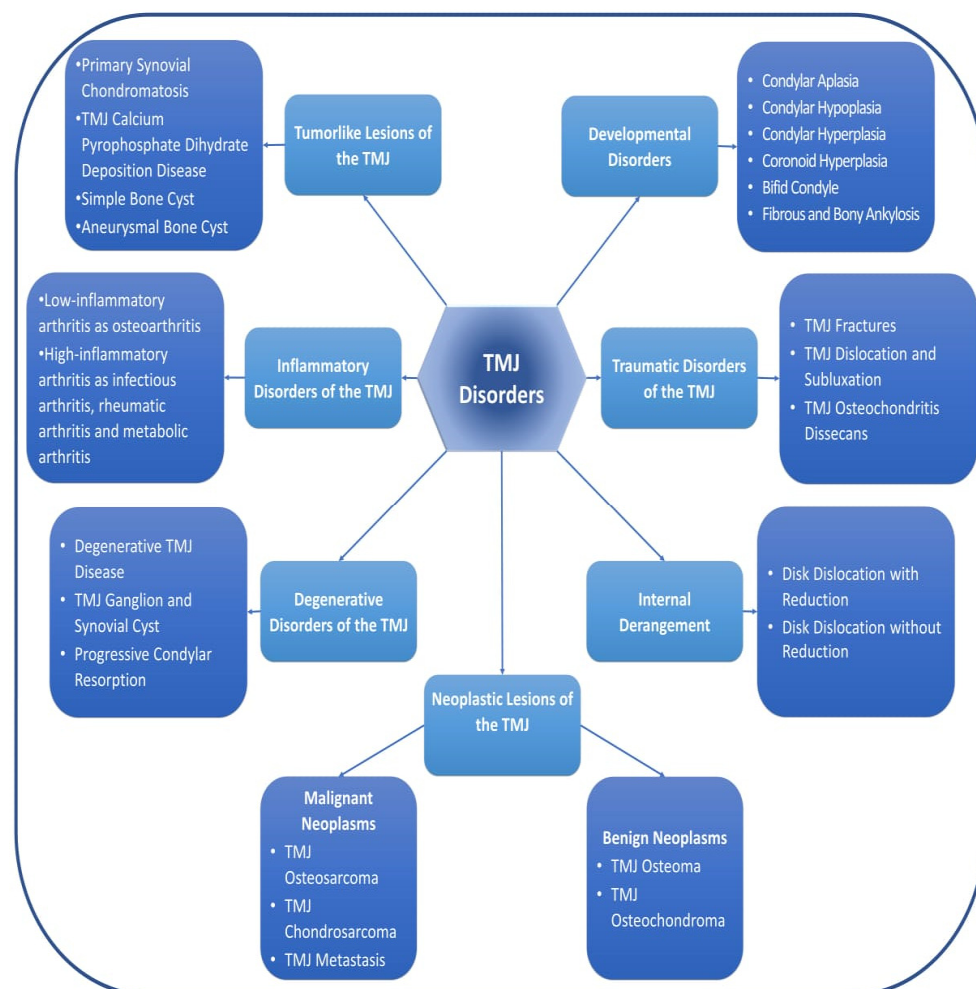 •Primary Synovial
Chondromatosis
•TMJ Calcium
Pyrophosphate Dihydrate
Deposition Disease
•Simple Bone Cyst
•Aneurysmal Bone Cyst
Tumorlike Lesions of
the TMJ
Developmental
Disorders
• Condylar Aplasia
• Condylar Hypoplasia
• Condylar Hyperplasia
• Coronoid Hyperplasia
• Bifid Condyle
• Fibrous and Bony Ankylosis
•Low-inflammatory
arthritis as osteoarthritis
•High-inflammatory
arthritis as infectious
arthritis, rheumatic
arthritis and metabolic
arthritis
Inflammatory
Disorders of the TMJ
TMJ
Disorders
Traumatic Disorders
of the TMJ
• TMJ Fractures
• TMJ Dislocation and
Subluxation
• TMJ Osteochondritis
Dissecans
• Degenerative TMJ
Disease
• TMJ Ganglion and
Synovial Cyst
• Progressive Condylar
Resorption
Degenerative
Disorders of the TMJ
Internal
Derangement
• Disk Dislocation with
Reduction
• Disk Dislocation without
Reduction
Neoplastic Lesions of
the TMJ
Malignant
Neoplasms
• TMJ
Osteosarcoma
• TMJ
Chondrosarcoma
• TMJ Metastasis
Benign Neoplasms
• TMJ Osteoma
• TMJ
Osteochondroma